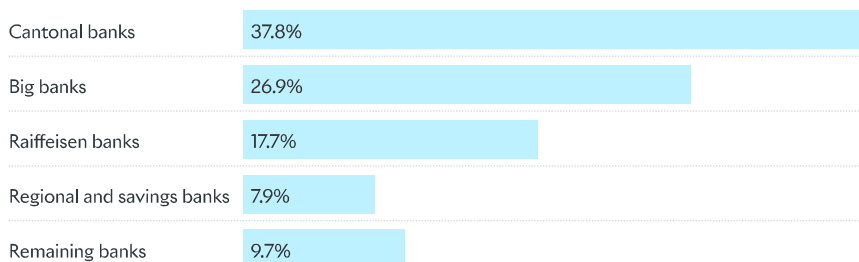 Cantonal banks 37.8%
Big banks 26.9%
Raiffeisen banks 17.7%
Regional and savings banks 7.9%
Remaining banks 9.7%